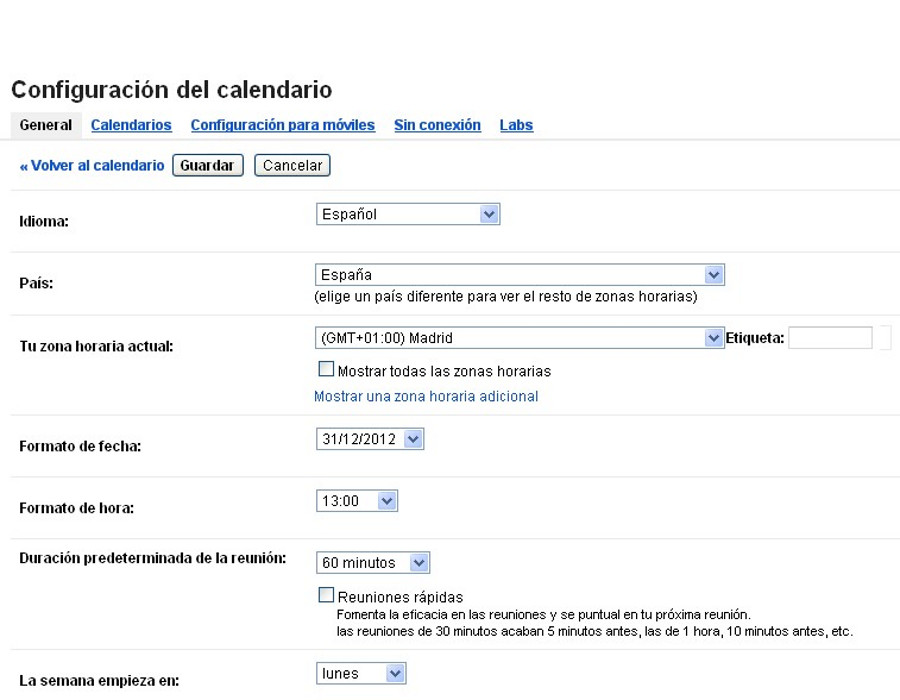 Configuración del calendario
General Calendarios Configuración para móviles Sin conexión Labs
« Volver al calendario Guardar Cancelar
Idioma: Español
País: España
(elige un país diferente para ver el resto de zonas horarias)
Tu zona horaria actual: (GMT+01:00) Madrid Etiqueta:
Mostrar todas las zonas horarias
Mostrar una zona horaria adicional
Formato de fecha: 31/12/2012
Formato de hora: 13:00
Duración predeterminada de la reunión: 60 minutos
Reuniones rápidas
Fomenta la eficacia en las reuniones y se puntual en tu próxima reunión.
las reuniones de 30 minutos acaban 5 minutos antes, las de 1 hora, 10 minutos antes, etc.
La semana empieza en: lunes